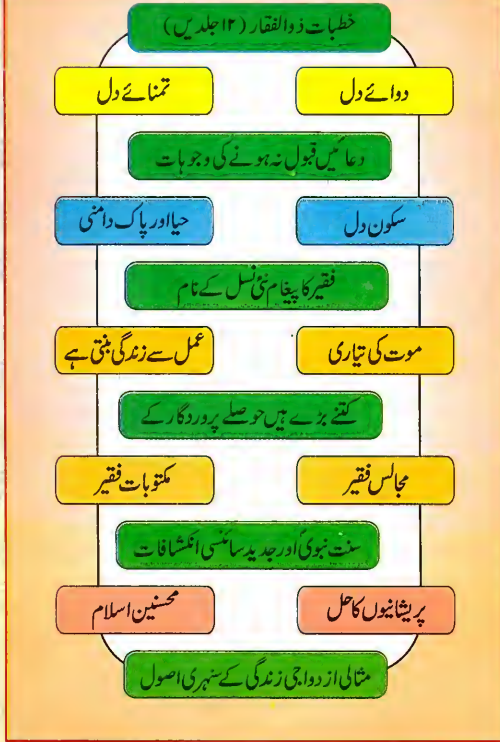 خطبات ذوالفقار (۱۲ جلدیں)
دوائے دل
تمنائے دل
دعائیں قبول نہ ہونے کی وجوہات
سکون دل
حیا اور پاک دامنی
فقیر کا پیغام نئی نسل کے نام
موت کی تیاری
عمل سے زندگی بنتی ہے
کتنے بڑے ہیں حوصلے پروردگار کے
مجالس فقیر
مکتوبات فقیر
سنت نبویؐ اور جدید سائنسی انکشافات
پریشانیوں کا حل
محسنین اسلام
مثالی ازدواجی زندگی کے سنہری اصول